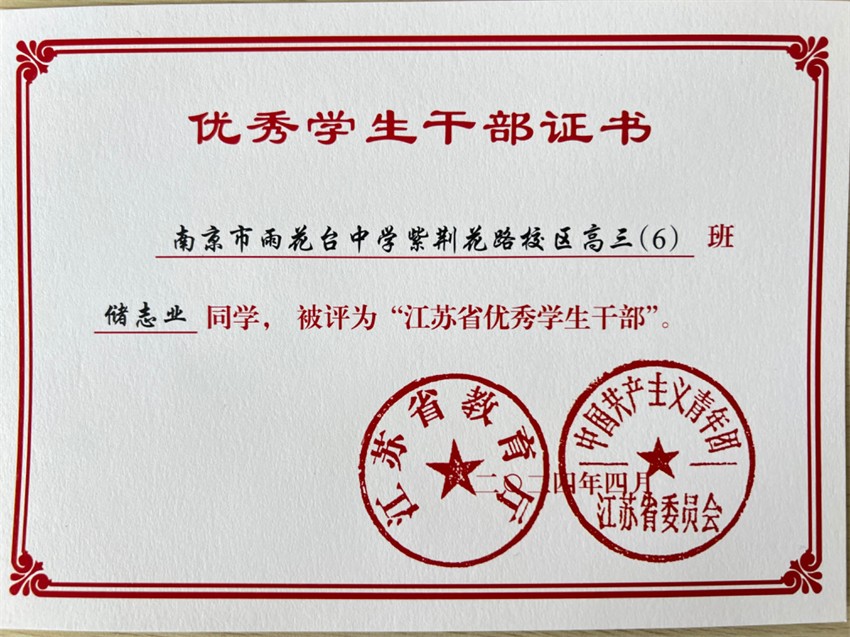 优秀学生干部证书
南京市雨花台中学紫荆花路校区高三(6) 班
储志业 同学， 被评为“江苏省优秀学生干部”。
江苏省教育厅
中国共产主义青年团
江苏省委员会
二〇二四年四月